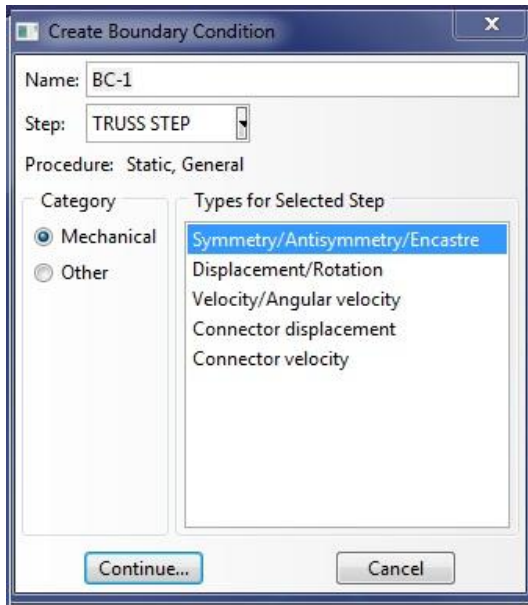 Create Boundary Condition
X
Name: BC-1
Step: TRUSS STEP
Procedure: Static, General
Category
Mechanical
Other
Types for Selected Step
Symmetry/Antisymmetry/Encastre
Displacement/Rotation
Velocity/Angular velocity
Connector displacement
Connector velocity
Continue...
Cancel